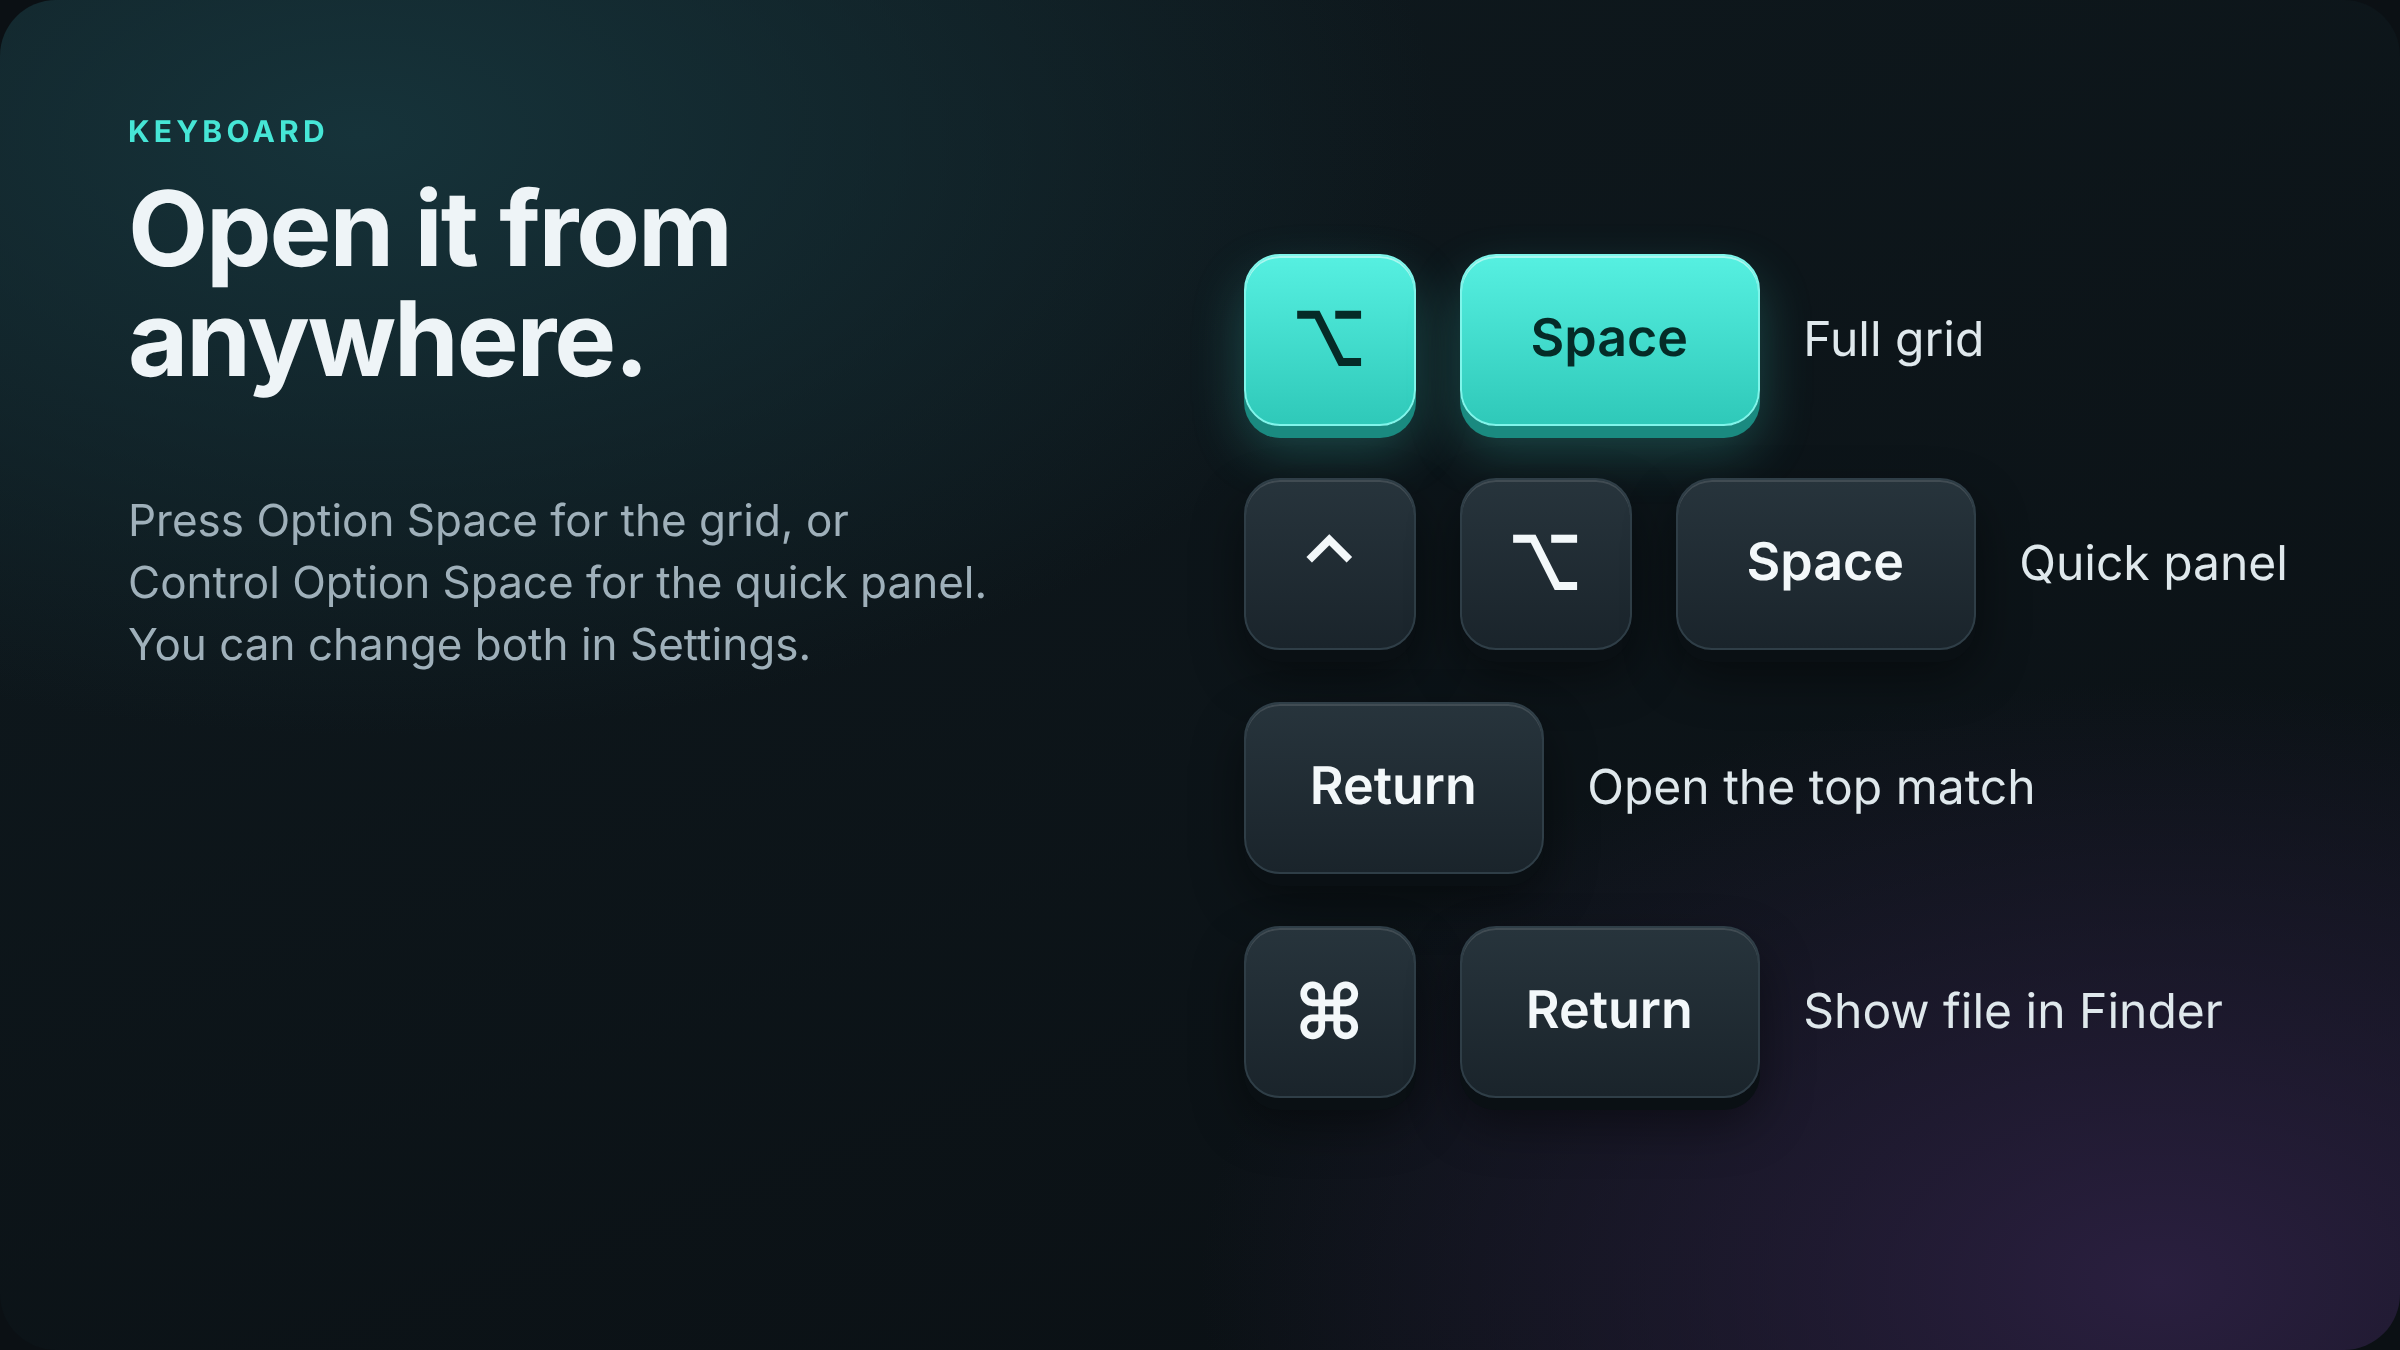 KEYBOARD
Open it from
anywhere.
Press Option Space for the grid, or
Control Option Space for the quick panel.
You can change both in Settings.
⌥ Space Full grid
⌃ ⌥ Space Quick panel
Return Open the top match
⌘ Return Show file in Finder